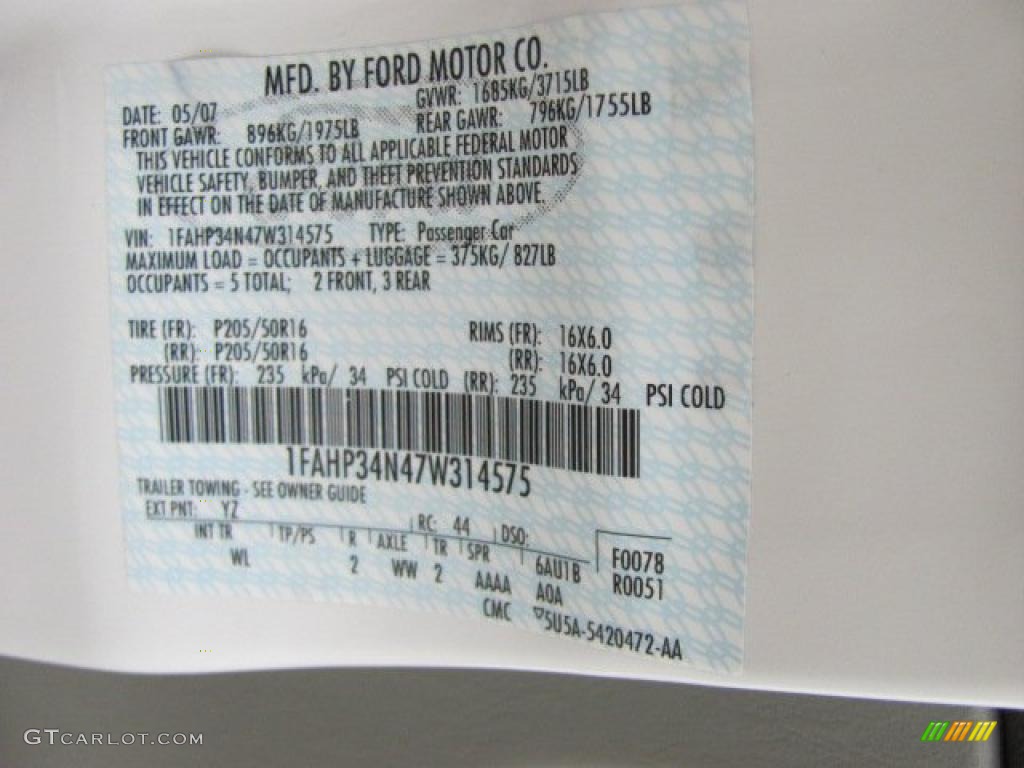 MFD. BY FORD MOTOR CO.
DATE: 05/07 GVWR: 1685KG/3715LB
FRONT GAWR: 896KG/1975LB REAR GAWR: 796KG/1755LB
THIS VEHICLE CONFORMS TO ALL APPLICABLE FEDERAL MOTOR
VEHICLE SAFETY, BUMPER, AND THEFT PREVENTION STANDARDS
IN EFFECT ON THE DATE OF MANUFACTURE SHOWN ABOVE.
VIN: 1FAHP34N47W314575 TYPE: Passenger Car
MAXIMUM LOAD = OCCUPANTS + LUGGAGE = 375KG/ 827LB
OCCUPANTS = 5 TOTAL; 2 FRONT, 3 REAR
TIRE (FR): P205/50R16 RIMS (FR): 16X6.0
(RR): P205/50R16 (RR): 16X6.0
PRESSURE (FR): 235 kPa/ 34 PSI COLD (RR): 235 kPa/ 34 PSI COLD
1FAHP34N47W314575
TRAILER TOWING - SEE OWNER GUIDE
EXT PNT: YZ RC: 44 DSO:
INT TR TP/PS R AXLE TR SPR 6AU1B F0078
WL 2 WW 2 AAAA AOA R0051
CMC 5U5A-5420472-AA
GTCARLOT.COM